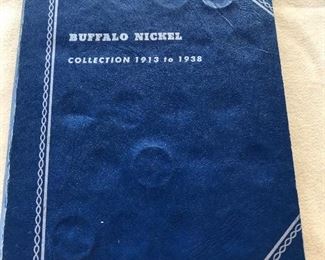 BUFFALO NICKEL
COLLECTION 1913 to 1938